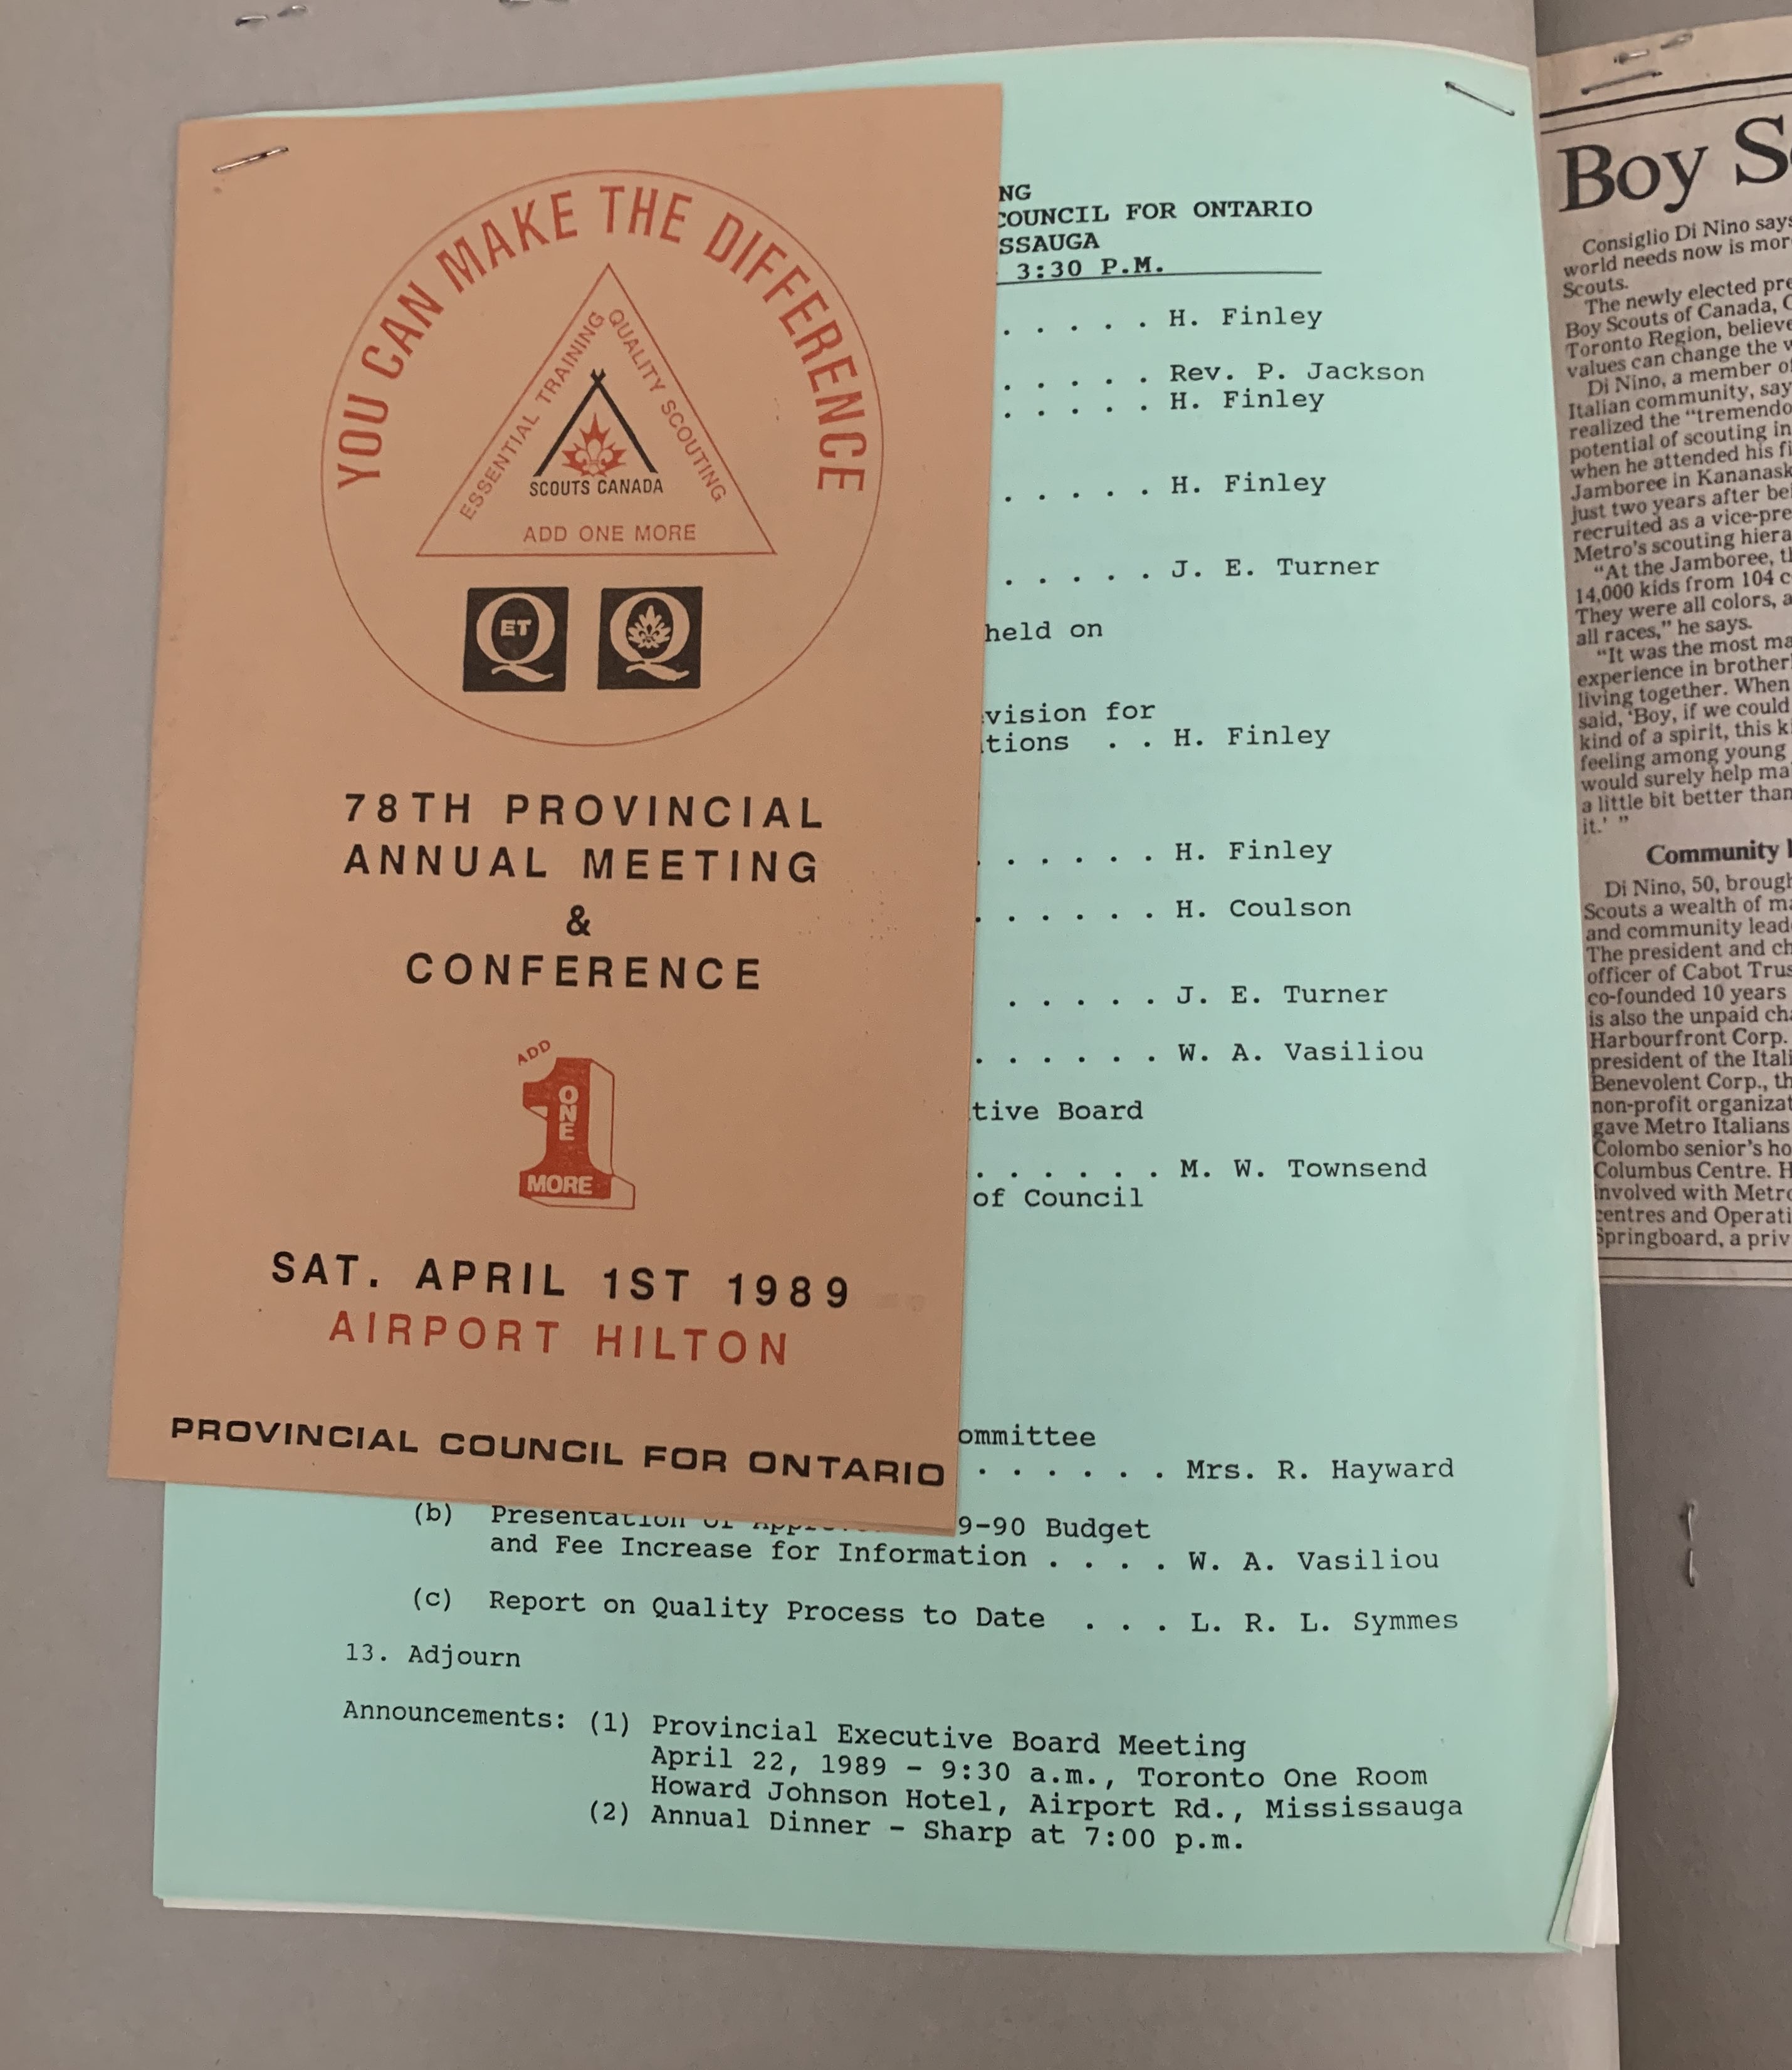 YOU CAN MAKE THE DIFFERENCE
ESSENTIAL TRAINING
QUALITY SCOUTING
SCOUTS CANADA
ADD ONE MORE
ET
78TH PROVINCIAL
ANNUAL MEETING
&
CONFERENCE
ADD
ONE
MORE
SAT. APRIL 1ST 1989
AIRPORT HILTON
PROVINCIAL COUNCIL FOR ONTARIO
NG
COUNCIL FOR ONTARIO
SSAUGA
3:30 P.M.
. . . . . H. Finley
. . . . . Rev. P. Jackson
. . . . . H. Finley
. . . . . H. Finley
. . . . . J. E. Turner
held on
vision for
tions . . H. Finley
. . . . . . H. Finley
. . . . . . H. Coulson
. . . . . J. E. Turner
. . . . . . W. A. Vasiliou
tive Board
. . . . . . M. W. Townsend
of Council
ommittee
. . . . . . Mrs. R. Hayward
(b) Presentation of 9-90 Budget
and Fee Increase for Information . . . . W. A. Vasiliou
(c) Report on Quality Process to Date . . . L. R. L. Symmes
13. Adjourn
Announcements: (1) Provincial Executive Board Meeting
April 22, 1989 - 9:30 a.m., Toronto One Room
Howard Johnson Hotel, Airport Rd., Mississauga
(2) Annual Dinner - Sharp at 7:00 p.m.
Boy S
Consiglio Di Nino says
world needs now is mor
Scouts.
The newly elected pre
Boy Scouts of Canada, G
Toronto Region, believe
values can change the w
Di Nino, a member of
Italian community, say
realized the "tremendo
potential of scouting in
when he attended his fi
Jamboree in Kananask
just two years after be
recruited as a vice-pre
Metro's scouting hiera
"At the Jamboree, th
14,000 kids from 104 c
They were all colors, a
all races," he says.
"It was the most ma
experience in brother
living together. When
said, 'Boy, if we could
kind of a spirit, this k
feeling among young
would surely help ma
a little bit better than
it.' "
Community
Di Nino, 50, brough
Scouts a wealth of ma
and community lead
The president and ch
officer of Cabot Trus
co-founded 10 years
is also the unpaid cha
Harbourfront Corp.
president of the Itali
Benevolent Corp., th
non-profit organizat
gave Metro Italians
Colombo senior's ho
Columbus Centre. H
involved with Metro
centres and Operati
Springboard, a priv